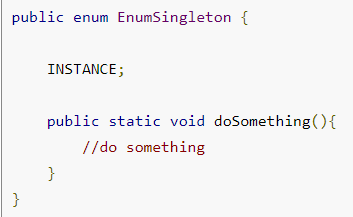 public enum EnumSingleton {
INSTANCE;
public static void doSomething(){
//do something
}
}